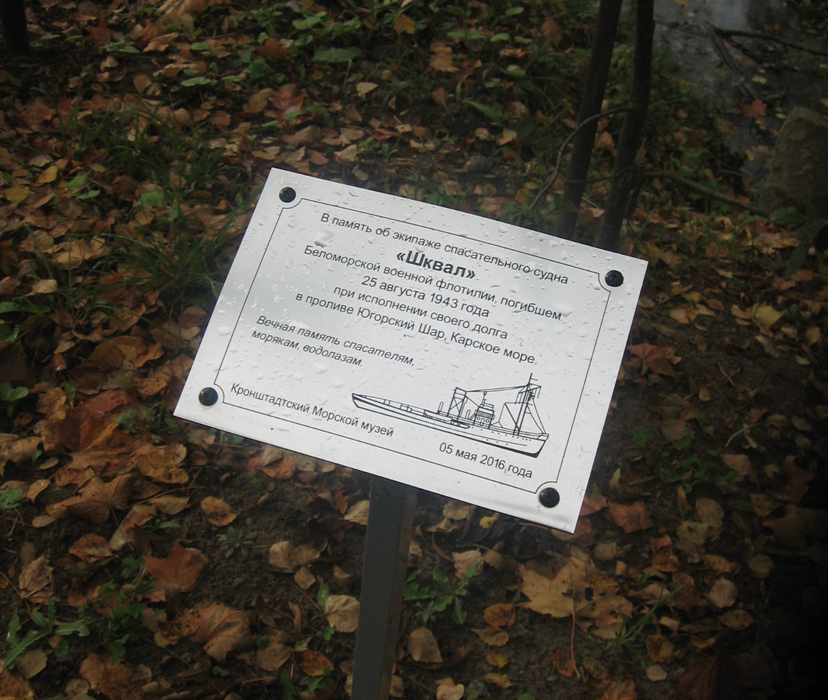 В память об экипаже спасательного судна
«Шквал»
Беломорской военной флотилии, погибшем
25 августа 1943 года
при исполнении своего долга
в проливе Югорский Шар, Карское море.
Вечная память спасателям,
морякам, водолазам.
Кронштадтский Морской музей
05 мая 2016 года